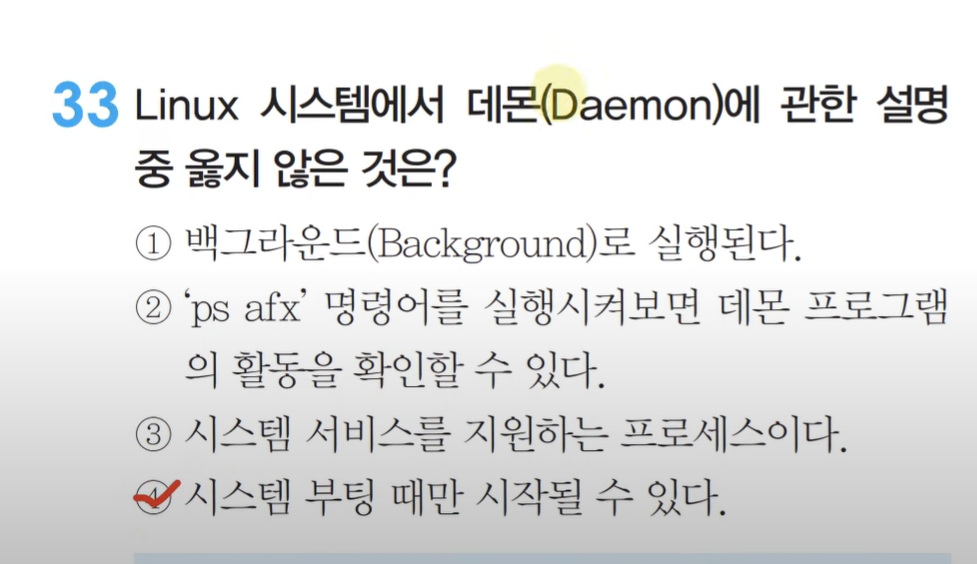 33 Linux 시스템에서 데몬(Daemon)에 관한 설명
중 옳지 않은 것은?
① 백그라운드(Background)로 실행된다.
② ‘ps afx’ 명령어를 실행시켜보면 데몬 프로그램
의 활동을 확인할 수 있다.
③ 시스템 서비스를 지원하는 프로세스이다.
④ 시스템 부팅 때만 시작될 수 있다.